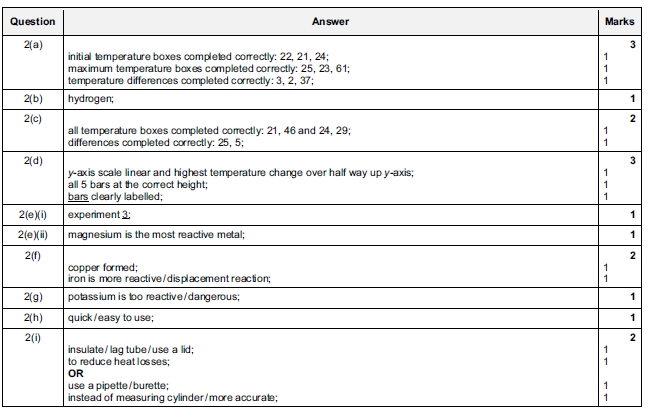 Question Answer Marks
2(a) 3
initial temperature boxes completed correctly: 22, 21, 24; 1
maximum temperature boxes completed correctly: 25, 23, 61; 1
temperature differences completed correctly: 3, 2, 37; 1
2(b) hydrogen; 1
2(c) 2
all temperature boxes completed correctly: 21, 46 and 24, 29; 1
differences completed correctly: 25, 5; 1
2(d) 3
y-axis scale linear and highest temperature change over half way up y-axis; 1
all 5 bars at the correct height; 1
bars clearly labelled; 1
2(e)(i) experiment 3; 1
2(e)(ii) magnesium is the most reactive metal; 1
2(f) 2
copper formed; 1
iron is more reactive/displacement reaction; 1
2(g) potassium is too reactive/dangerous; 1
2(h) quick/easy to use; 1
2(i) 2
insulate/lag tube/use a lid; 1
to reduce heat losses; 1
OR
use a pipette/burette; 1
instead of measuring cylinder/more accurate; 1